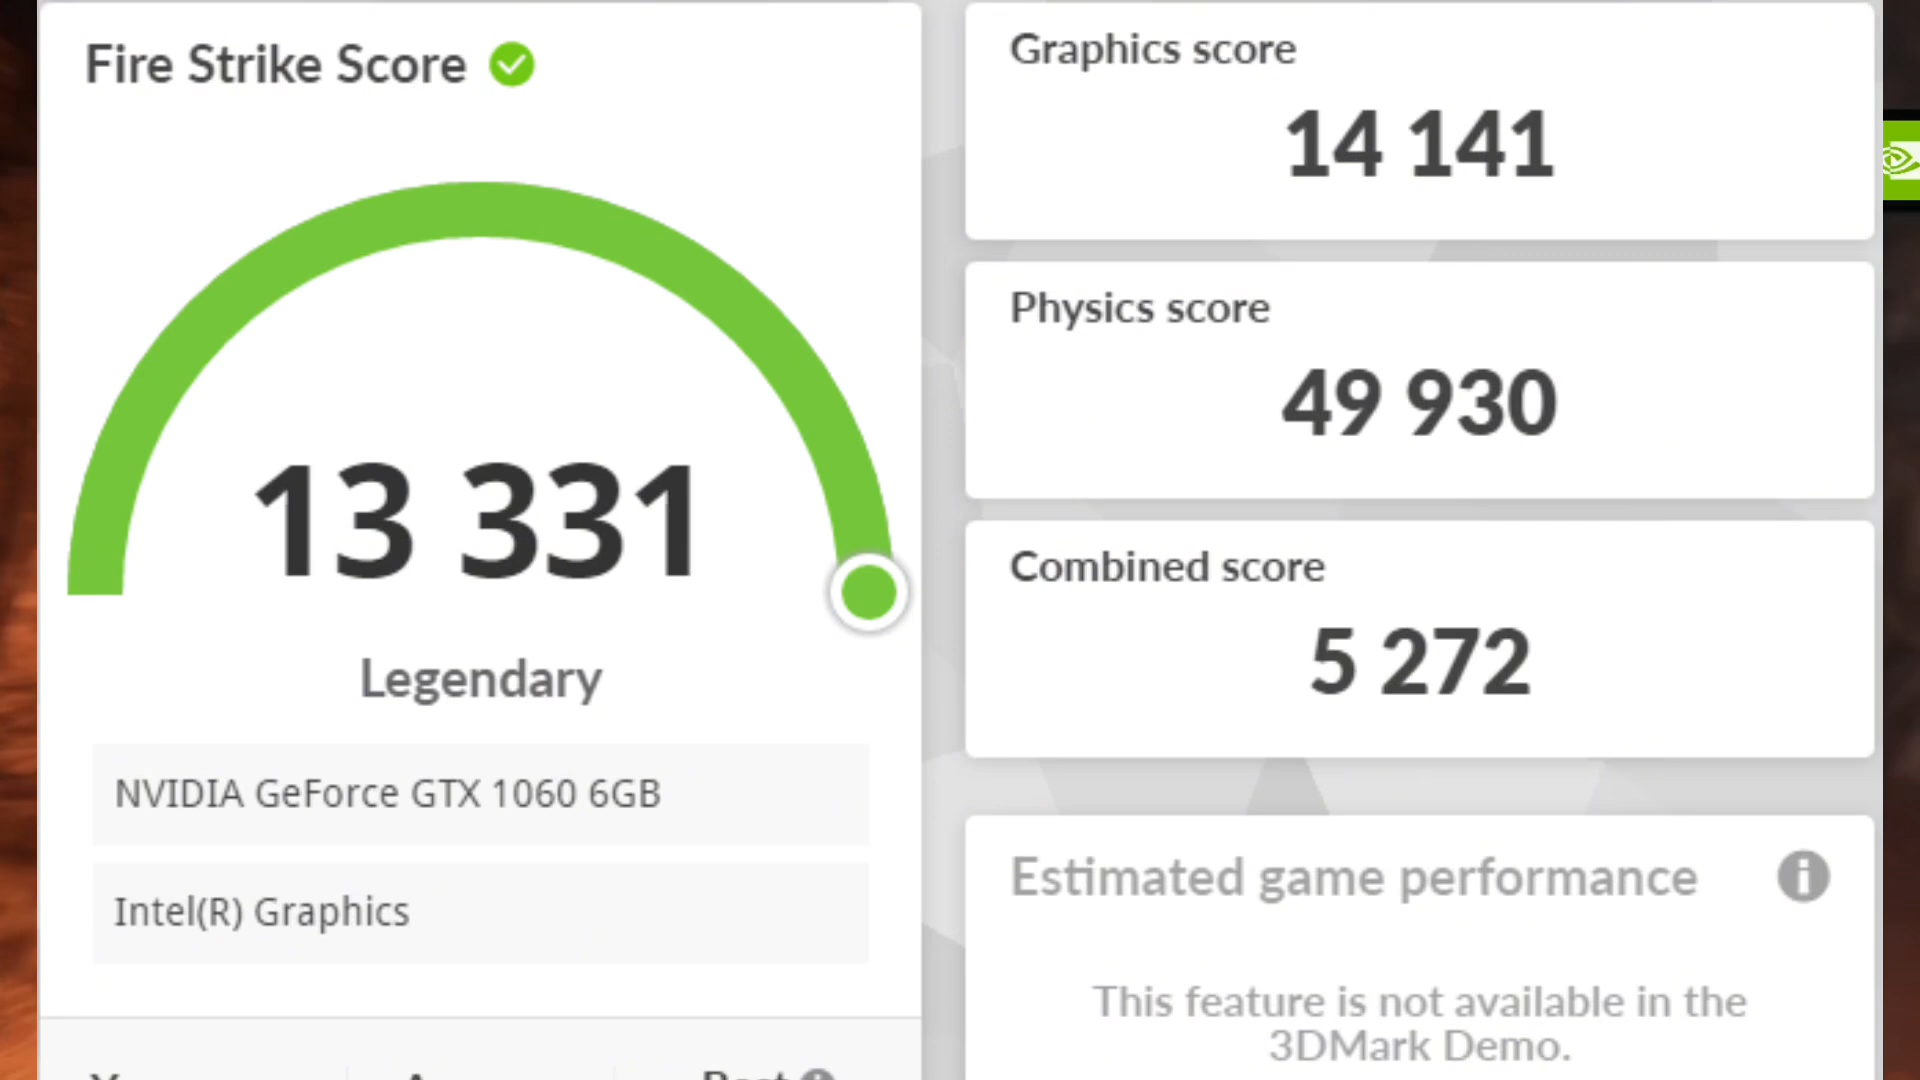 Fire Strike Score
13 331
Legendary
NVIDIA GeForce GTX 1060 6GB
Intel(R) Graphics
Graphics score
14 141
Physics score
49 930
Combined score
5 272
Estimated game performance
This feature is not available in the
3DMark Demo.